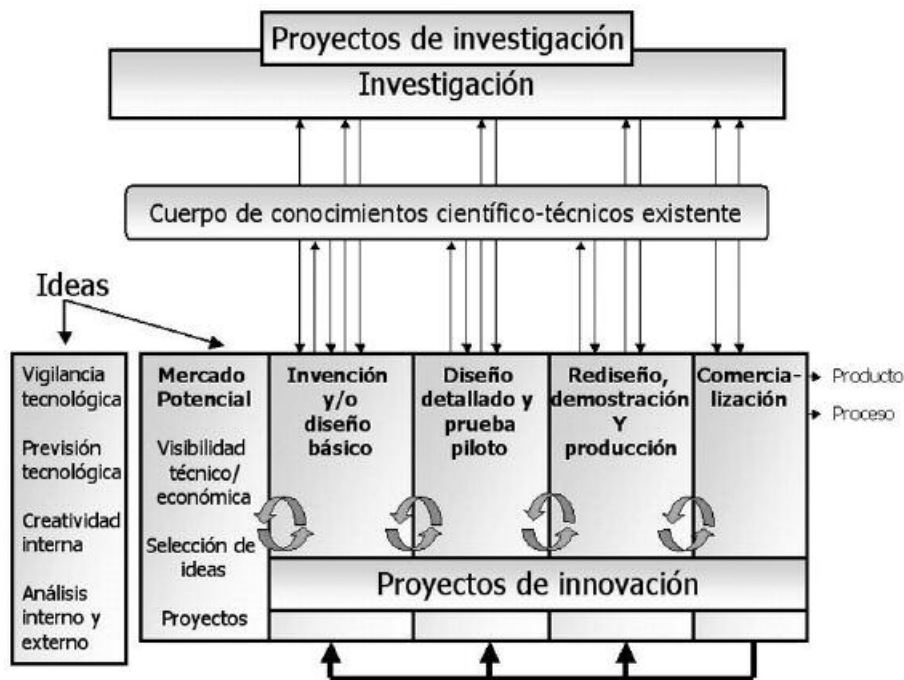 Proyectos de investigación
Investigación
Cuerpo de conocimientos científico-técnicos existente
Ideas
Vigilancia
tecnológica
Previsión
tecnológica
Creatividad
interna
Análisis
interno y
externo
Mercado
Potencial
Visibilidad
técnico/
económica
Selección de
ideas
Proyectos
Invención
y/o
diseño
básico
Diseño
detallado y
prueba
piloto
Rediseño,
demostración
Y
producción
Comercia-
lización
Producto
Proceso
Proyectos de innovación